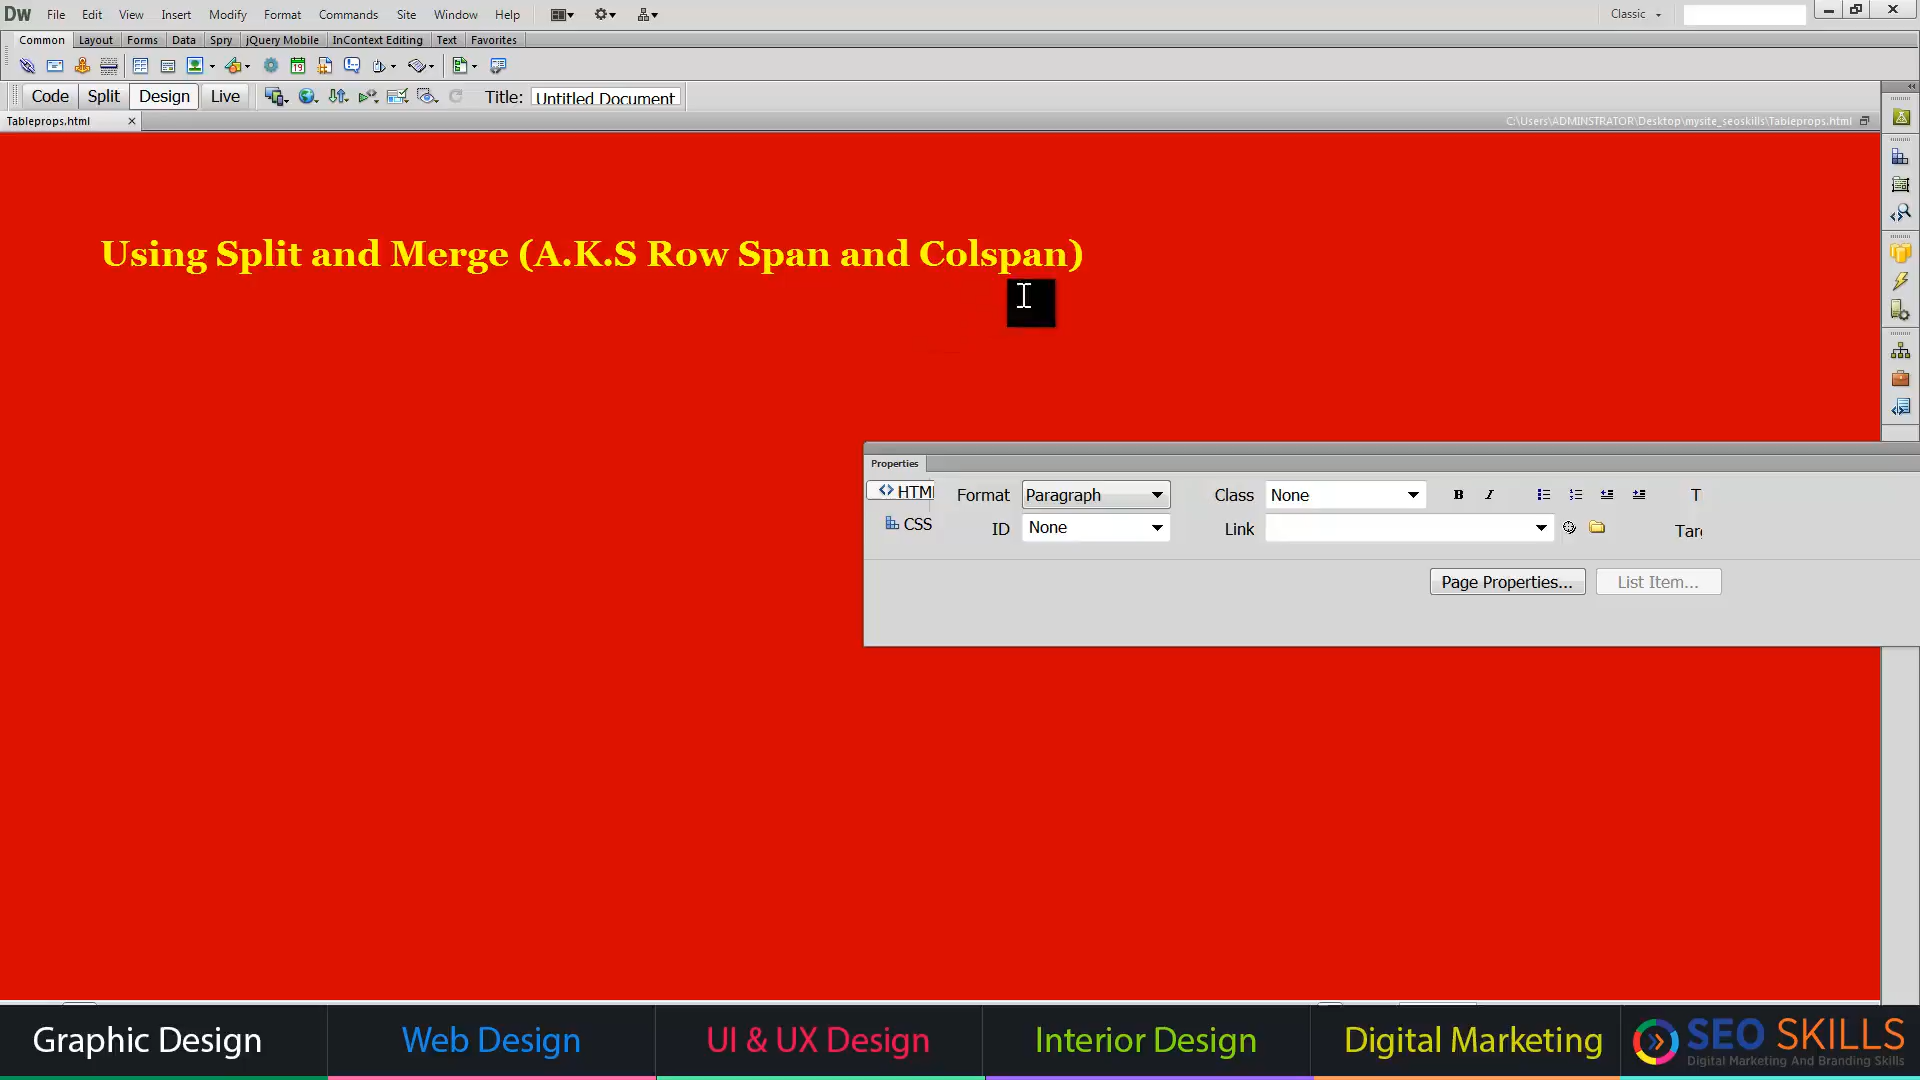 Dw File Edit View Insert Modify Format Commands Site Window Help Classic
Common Layout Forms Data Spry jQuery Mobile InContext Editing Text Favorites
19
Code Split Design Live Title: Untitled Document
Tableprops.html C:\Users\ADMINSTRATOR\Desktop\mysite_seoskills\Tableprops.html
Using Split and Merge (A.K.S Row Span and Colspan)
Properties
HTML Format Paragraph Class None B I T
CSS ID None Link Targ
Page Properties... List Item...
Graphic Design Web Design UI & UX Design Interior Design Digital Marketing SEO SKILLS
Digital Marketing And Branding Skills